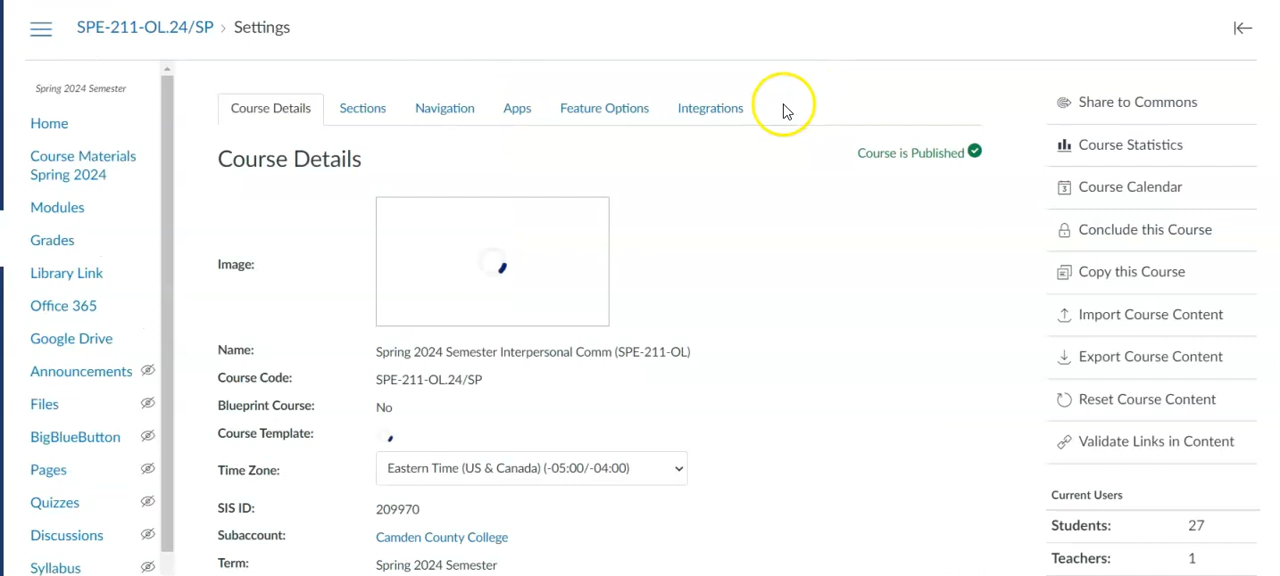 SPE-211-OL.24/SP › Settings
Spring 2024 Semester
Home
Course Materials
Spring 2024
Modules
Grades
Library Link
Office 365
Google Drive
Announcements
Files
BigBlueButton
Pages
Quizzes
Discussions
Syllabus
Course Details Sections Navigation Apps Feature Options Integrations
Course Details
Course is Published
Image:
Name: Spring 2024 Semester Interpersonal Comm (SPE-211-OL)
Course Code: SPE-211-OL.24/SP
Blueprint Course: No
Course Template:
Time Zone: Eastern Time (US & Canada) (-05:00/-04:00)
SIS ID: 209970
Subaccount: Camden County College
Term: Spring 2024 Semester
Share to Commons
Course Statistics
Course Calendar
Conclude this Course
Copy this Course
Import Course Content
Export Course Content
Reset Course Content
Validate Links in Content
Current Users
Students: 27
Teachers: 1